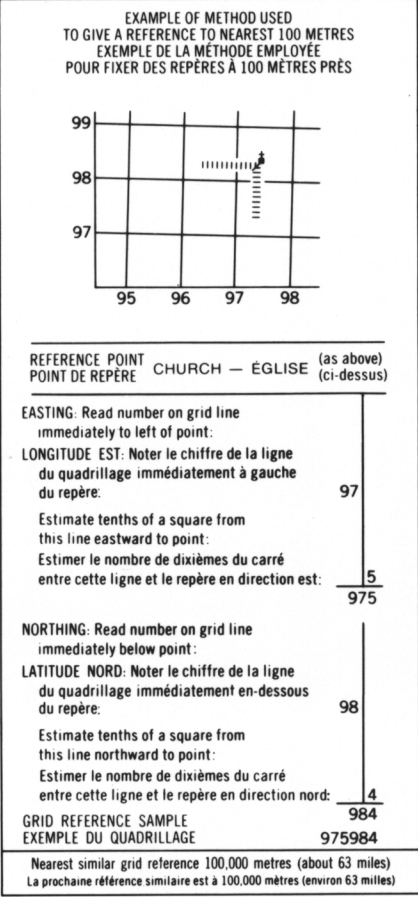 EXAMPLE OF METHOD USED
TO GIVE A REFERENCE TO NEAREST 100 METRES
EXEMPLE DE LA MÉTHODE EMPLOYÉE
POUR FIXER DES REPÈRES À 100 MÈTRES PRÈS
99
98
97
95 96 97 98
REFERENCE POINT
POINT DE REPÈRE
CHURCH — ÉGLISE
(as above)
(ci-dessus)
EASTING: Read number on grid line
immediately to left of point:
LONGITUDE EST: Noter le chiffre de la ligne
du quadrillage immédiatement à gauche
du repère: 97
Estimate tenths of a square from
this line eastward to point:
Estimer le nombre de dixièmes du carré
entre cette ligne et le repère en direction est: 5
975
NORTHING: Read number on grid line
immediately below point:
LATITUDE NORD: Noter le chiffre de la ligne
du quadrillage immédiatement en-dessous
du repère: 98
Estimate tenths of a square from
this line northward to point:
Estimer le nombre de dixièmes du carré
entre cette ligne et le repère en direction nord: 4
984
GRID REFERENCE SAMPLE
EXEMPLE DU QUADRILLAGE 975984
Nearest similar grid reference 100,000 metres (about 63 miles)
La prochaine référence similaire est à 100,000 mètres (environ 63 milles)